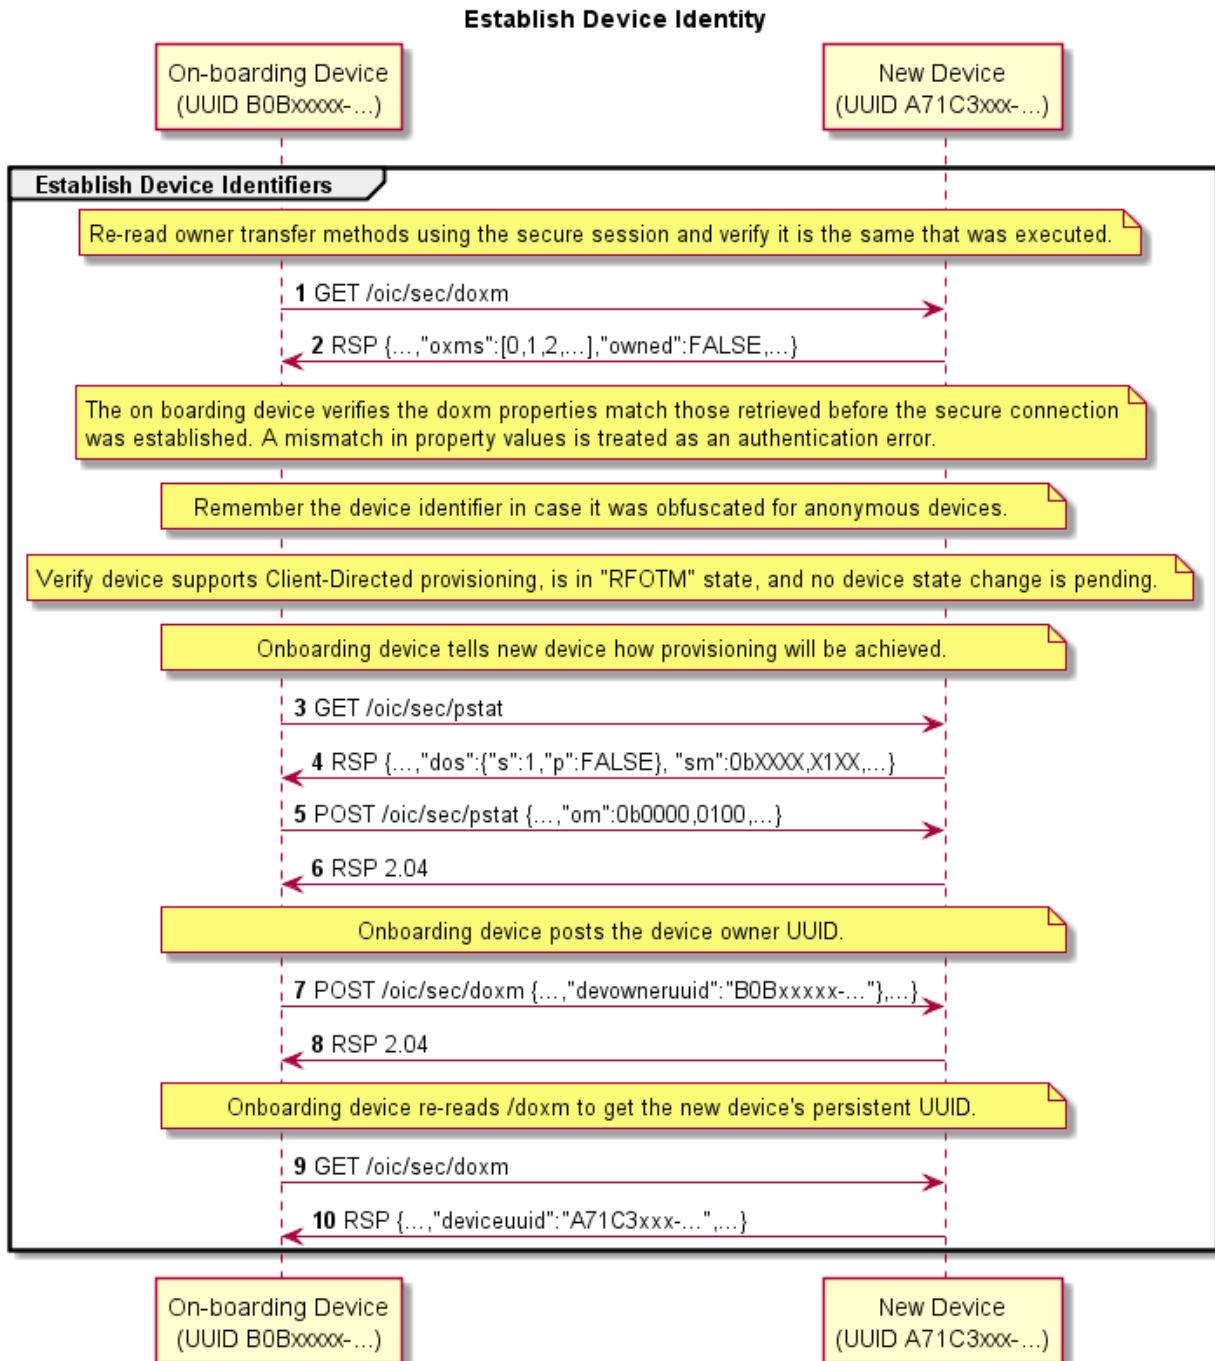 Establish Device Identity
On-boarding Device
(UUID B0Bxxxxx-...)
New Device
(UUID A71C3xxx-...)
Establish Device Identifiers
Re-read owner transfer methods using the secure session and verify it is the same that was executed.
1 GET /oic/sec/doxm
2 RSP {...,"oxms":[0,1,2,...],"owned":FALSE,...}
The on boarding device verifies the doxm properties match those retrieved before the secure connection
was established. A mismatch in property values is treated as an authentication error.
Remember the device identifier in case it was obfuscated for anonymous devices.
Verify device supports Client-Directed provisioning, is in "RFOTM" state, and no device state change is pending.
Onboarding device tells new device how provisioning will be achieved.
3 GET /oic/sec/pstat
4 RSP {...,"dos":{"s":1,"p":FALSE}, "sm":0bXXXX,X1XX,...}
5 POST /oic/sec/pstat {...,"om":0b0000,0100,...}
6 RSP 2.04
Onboarding device posts the device owner UUID.
7 POST /oic/sec/doxm {...,"devowneruuid":"B0Bxxxxx-..."},...}
8 RSP 2.04
Onboarding device re-reads /doxm to get the new device's persistent UUID.
9 GET /oic/sec/doxm
10 RSP {...,"deviceuuid":"A71C3xxx-...",...}
On-boarding Device
(UUID B0Bxxxxx-...)
New Device
(UUID A71C3xxx-...)